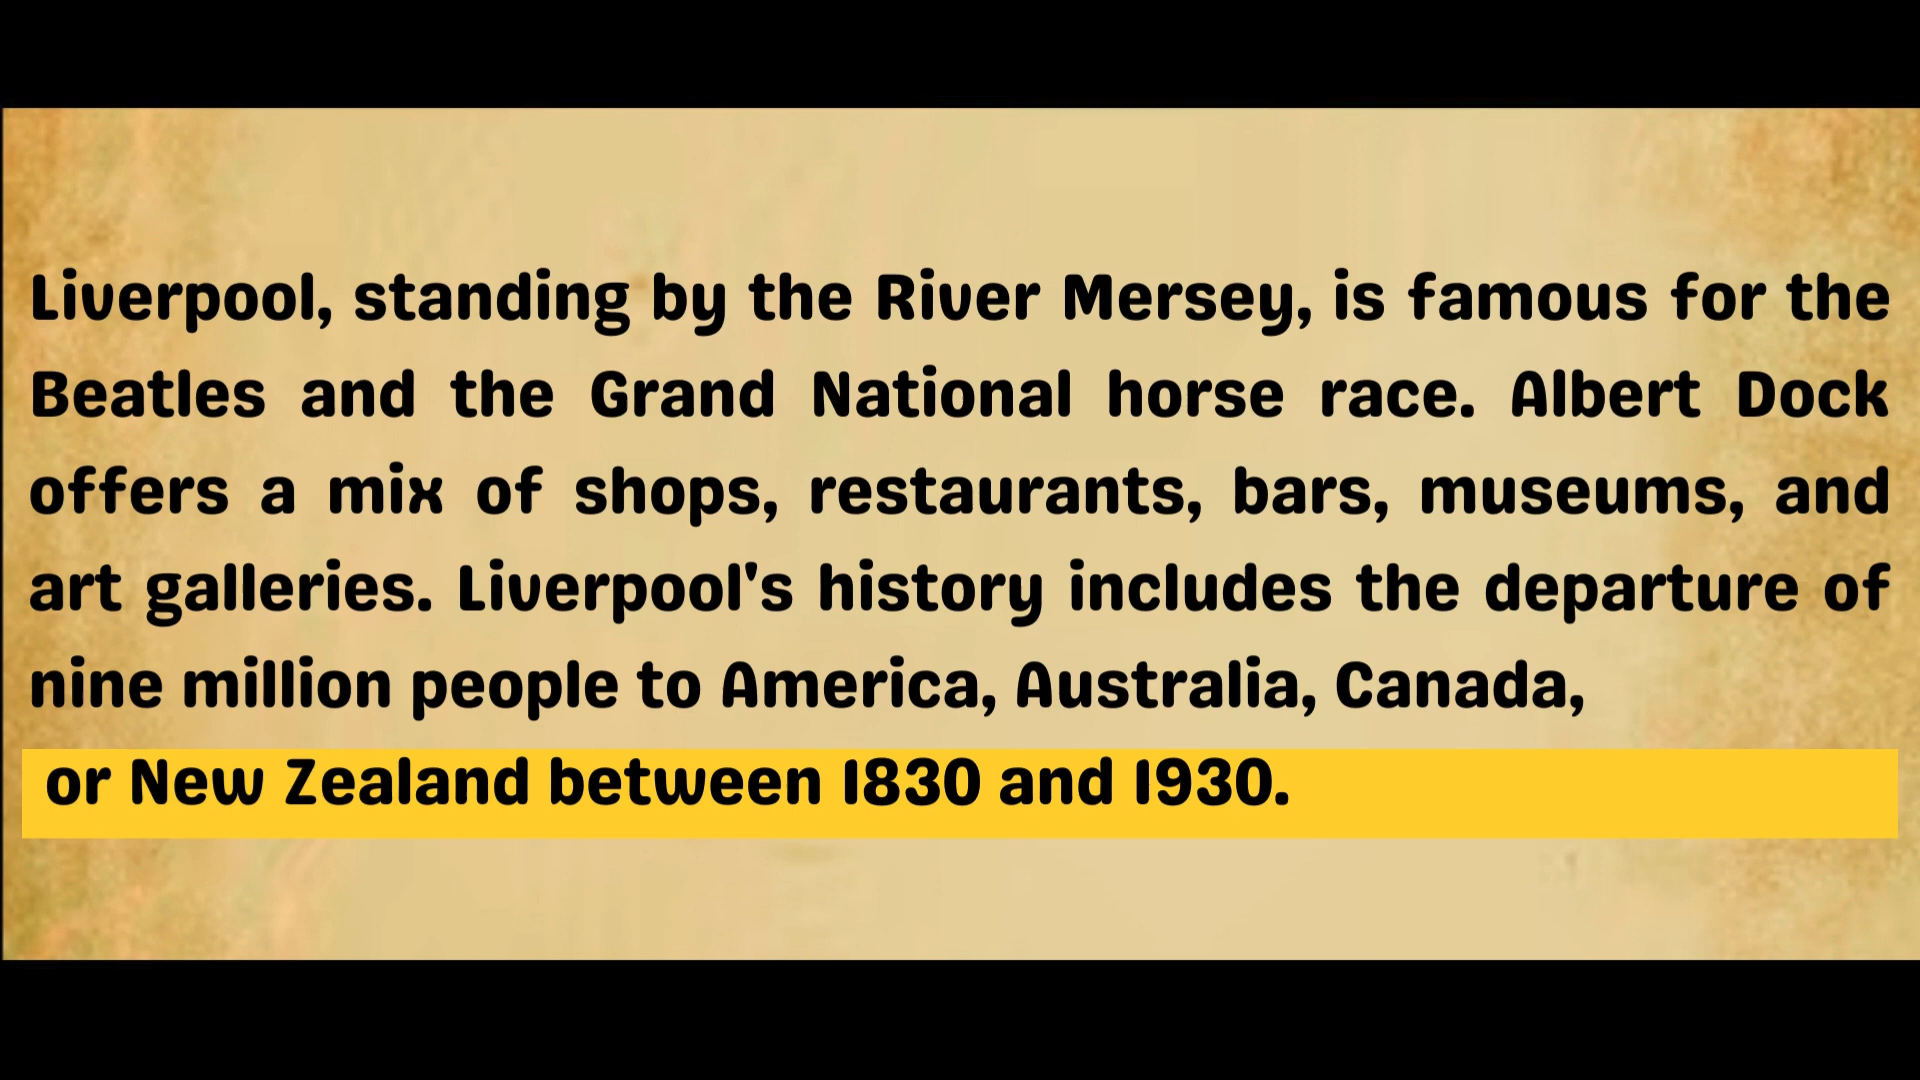 Liverpool, standing by the River Mersey, is famous for the
Beatles and the Grand National horse race. Albert Dock
offers a mix of shops, restaurants, bars, museums, and
art galleries. Liverpool's history includes the departure of
nine million people to America, Australia, Canada,
or New Zealand between 1830 and 1930.